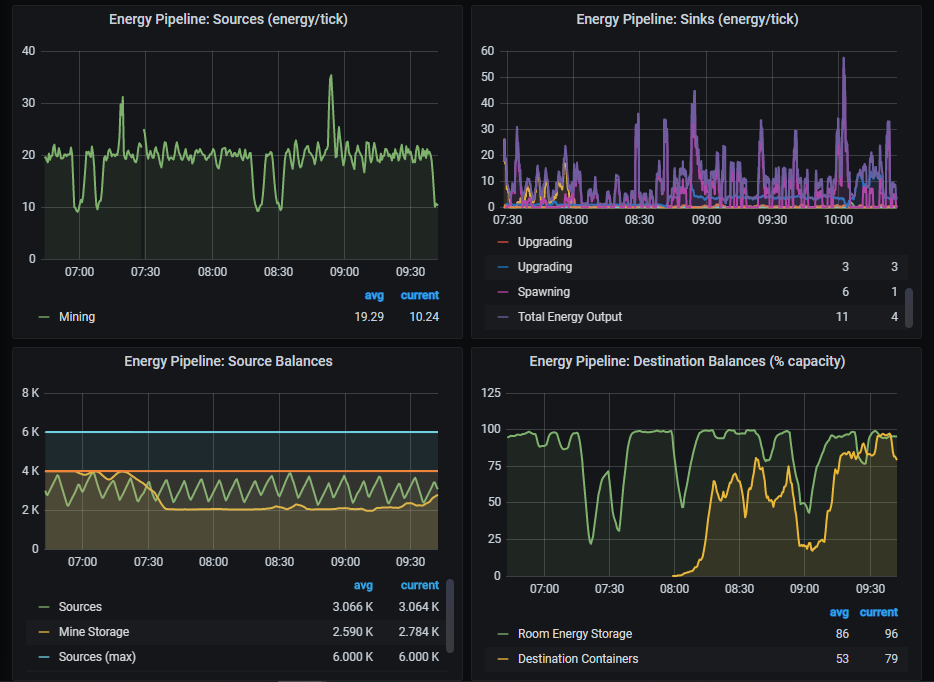 Energy Pipeline: Sources (energy/tick)
40
30
20
10
0
07:00 07:30 08:00 08:30 09:00 09:30
avg current
Mining 19.29 10.24
Energy Pipeline: Sinks (energy/tick)
60
50
40
30
20
10
0
07:30 08:00 08:30 09:00 09:30 10:00
Upgrading
Upgrading 3 3
Spawning 6 1
Total Energy Output 11 4
Energy Pipeline: Source Balances
8 K
6 K
4 K
2 K
0
07:00 07:30 08:00 08:30 09:00 09:30
avg current
Sources 3.066 K 3.064 K
Mine Storage 2.590 K 2.784 K
Sources (max) 6.000 K 6.000 K
Energy Pipeline: Destination Balances (% capacity)
125
100
75
50
25
0
07:00 07:30 08:00 08:30 09:00 09:30
avg current
Room Energy Storage 86 96
Destination Containers 53 79